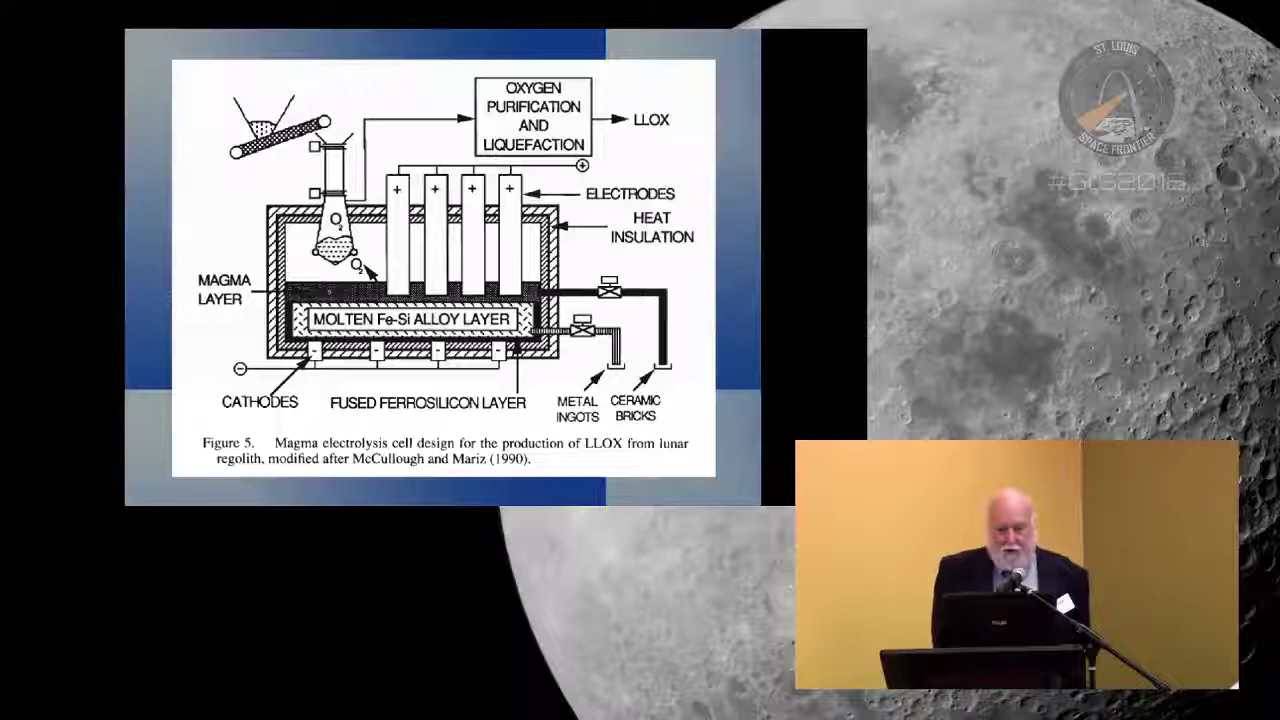 OXYGEN
PURIFICATION
AND
LIQUEFACTION
LLOX
+
+ + + +
ELECTRODES
HEAT
INSULATION
O2
O2
MAGMA
LAYER
MOLTEN Fe-Si ALLOY LAYER
- - - -
-
CATHODES
FUSED FERROSILICON LAYER
METAL
INGOTS
CERAMIC
BRICKS
Figure 5. Magma electrolysis cell design for the production of LLOX from lunar
regolith, modified after McCullough and Mariz (1990).
ST. LOUIS
SPACE FRONTIER